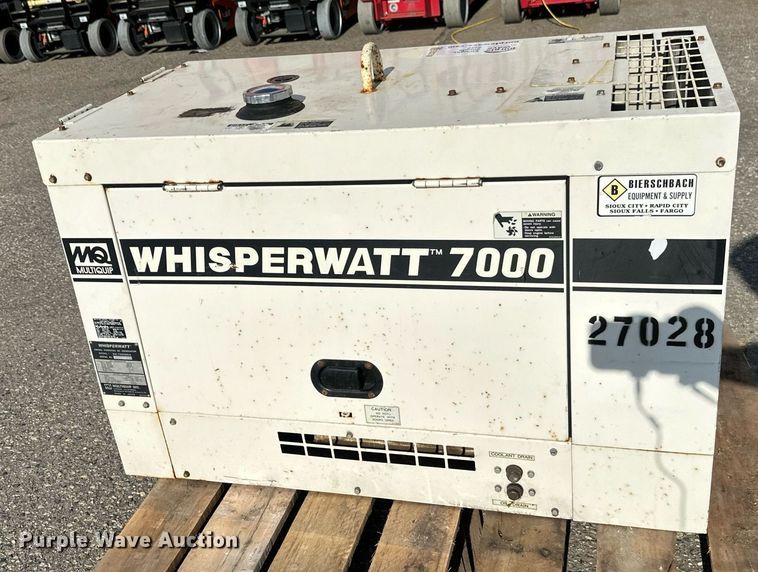 B BIERSCHBACH
EQUIPMENT & SUPPLY
SIOUX CITY • RAPID CITY
SIOUX FALLS • FARGO
WARNING
MQ
MULTIQUIP
WHISPERWATT™ 7000
27028
WHISPERWATT
CAUTION
COOLANT DRAIN
OIL DRAIN
Purple Wave Auction